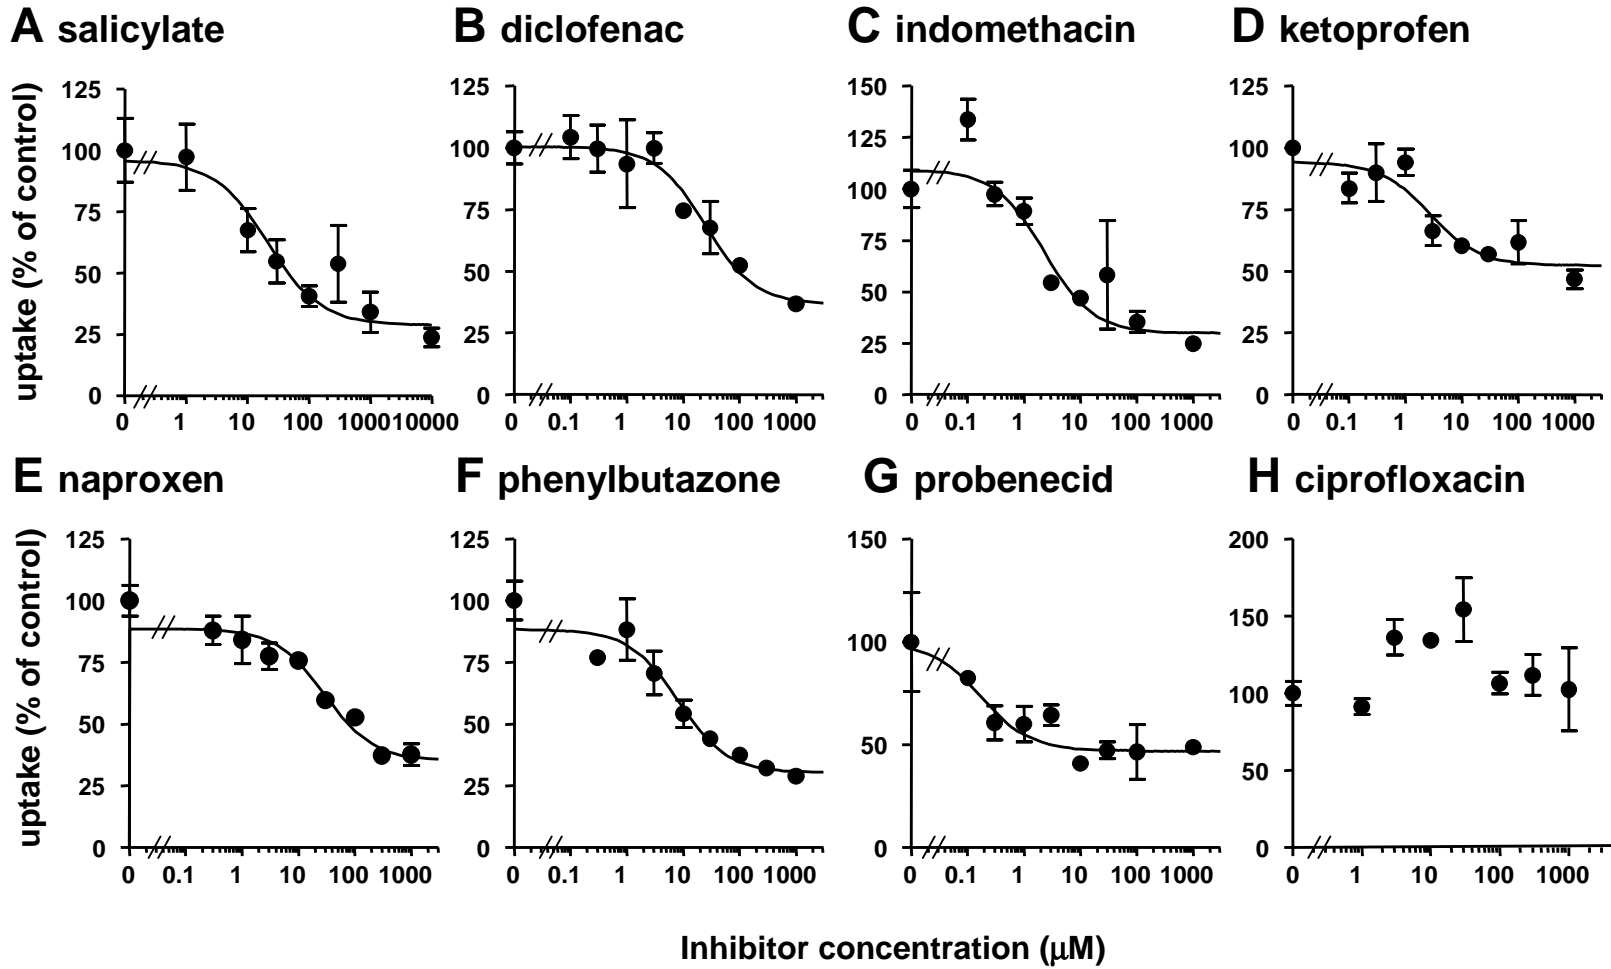 A salicylate
B diclofenac
C indomethacin
D ketoprofen
uptake (% of control)
125
100
75
50
25
0
0 1 10 100 1000 10000
125
100
75
50
25
0
0 0.1 1 10 100 1000
150
125
100
75
50
25
0
0 0.1 1 10 100 1000
125
100
75
50
25
0
0 0.1 1 10 100 1000
E naproxen
F phenylbutazone
G probenecid
H ciprofloxacin
uptake (% of control)
125
100
75
50
25
0
0 0.1 1 10 100 1000
125
100
75
50
25
0
0 0.1 1 10 100 1000
150
100
50
0
0 0.1 1 10 100 1000
200
150
100
50
0
0 1 10 100 1000
Inhibitor concentration (μM)